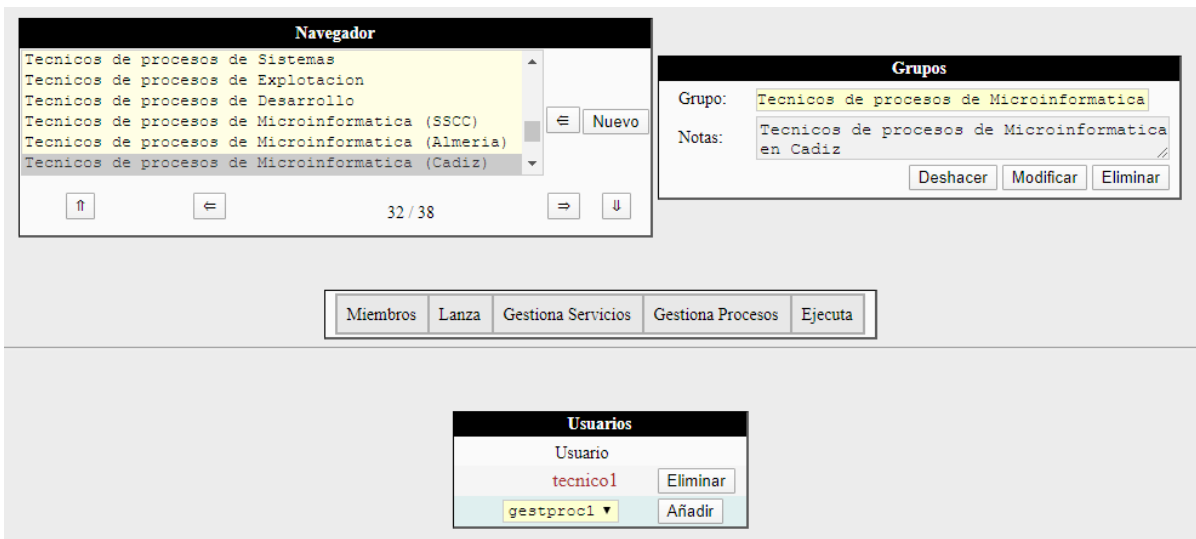 Navegador
Tecnicos de procesos de Sistemas
Tecnicos de procesos de Explotacion
Tecnicos de procesos de Desarrollo
Tecnicos de procesos de Microinformatica (SSCC)
Tecnicos de procesos de Microinformatica (Almeria)
Tecnicos de procesos de Microinformatica (Cadiz)
⋹ Nuevo
⇑ ⇐ 32 / 38 ⇒ ⇓
Grupos
Grupo: Tecnicos de procesos de Microinformatica
Notas: Tecnicos de procesos de Microinformatica
en Cadiz
Deshacer Modificar Eliminar
Miembros Lanza Gestiona Servicios Gestiona Procesos Ejecuta
Usuarios
Usuario
tecnico1 Eliminar
gestproc1 ▼ Añadir